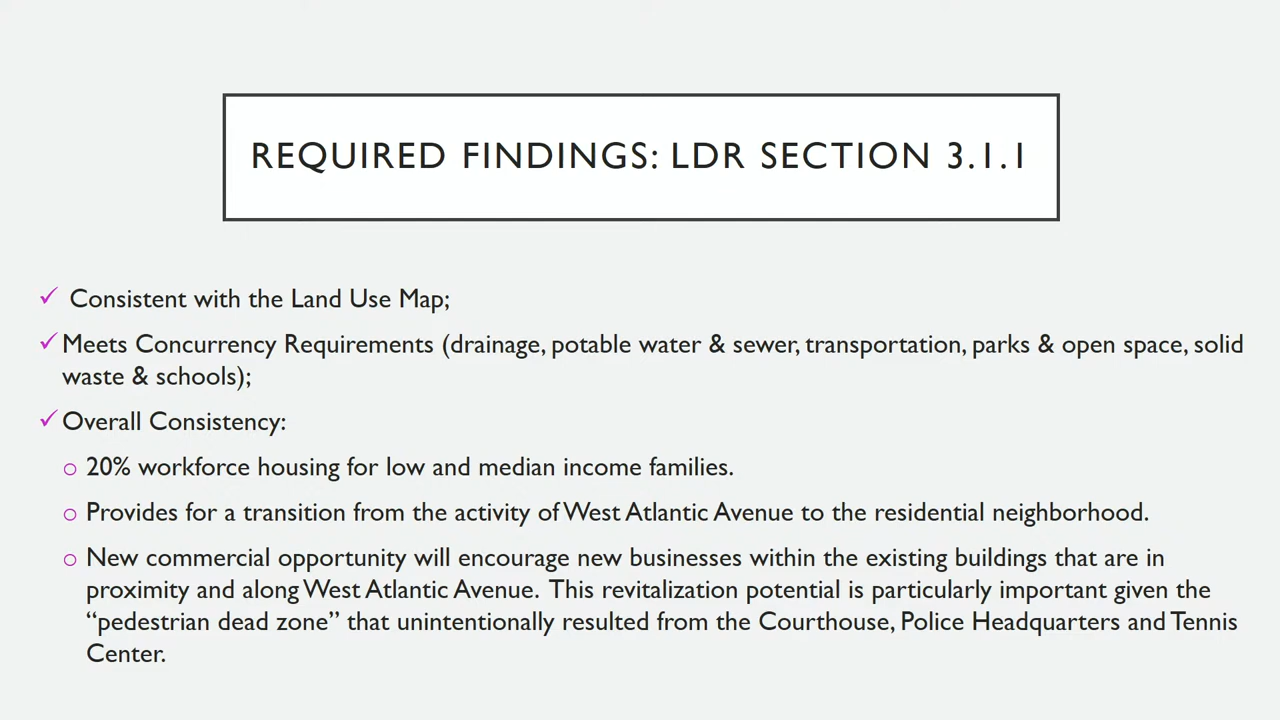 REQUIRED FINDINGS: LDR SECTION 3.1.1
✓ Consistent with the Land Use Map;
✓ Meets Concurrency Requirements (drainage, potable water & sewer, transportation, parks & open space, solid
waste & schools);
✓ Overall Consistency:
o 20% workforce housing for low and median income families.
o Provides for a transition from the activity of West Atlantic Avenue to the residential neighborhood.
o New commercial opportunity will encourage new businesses within the existing buildings that are in
proximity and along West Atlantic Avenue. This revitalization potential is particularly important given the
“pedestrian dead zone” that unintentionally resulted from the Courthouse, Police Headquarters and Tennis
Center.